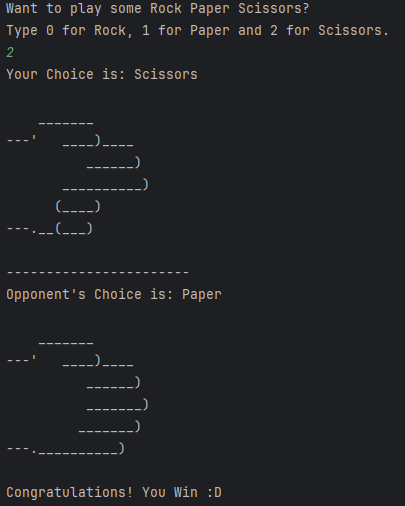 Want to play some Rock Paper Scissors?
Type 0 for Rock, 1 for Paper and 2 for Scissors.
2
Your Choice is: Scissors

    _______
---'   ____)____
          ______)
       __________)
      (____)
---.__(___)

-----------------------
Opponent's Choice is: Paper

    _______
---'   ____)____
          ______)
          _______)
         _______)
---.__________)

Congratulations! You Win :D